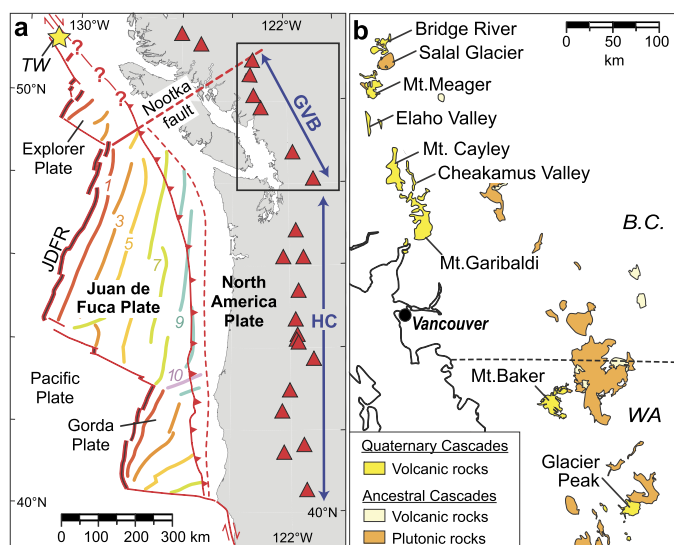 a
130°W
122°W
TW
?
?
?
50°N
Nootka
fault
GVB
Explorer
Plate
1
3
5
7
9
10
JDFR
Juan de
Fuca Plate
North
America
Plate
HC
Pacific
Plate
Gorda
Plate
40°N
40°N
0 100 200 300 km
122°W
b
0 50 100
km
Bridge River
Salal Glacier
Mt.Meager
Elaho Valley
Mt. Cayley
Cheakamus Valley
B.C.
Mt.Garibaldi
Vancouver
Mt.Baker
WA
Glacier
Peak
Quaternary Cascades
Volcanic rocks
Ancestral Cascades
Volcanic rocks
Plutonic rocks